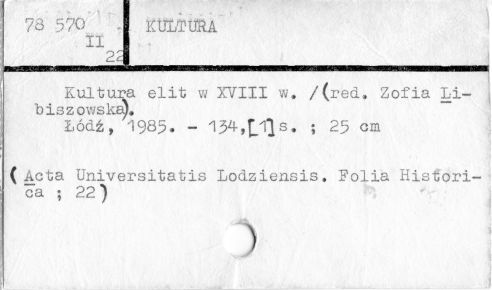 78 570 KULTURA
II
22
Kultura elit w XVIII w. /(red. Zofia Li-
biszowska).
Łódź, 1985. - 134,[1]s. ; 25 cm
(Acta Universitatis Lodziensis. Folia Histori-
ca ; 22)